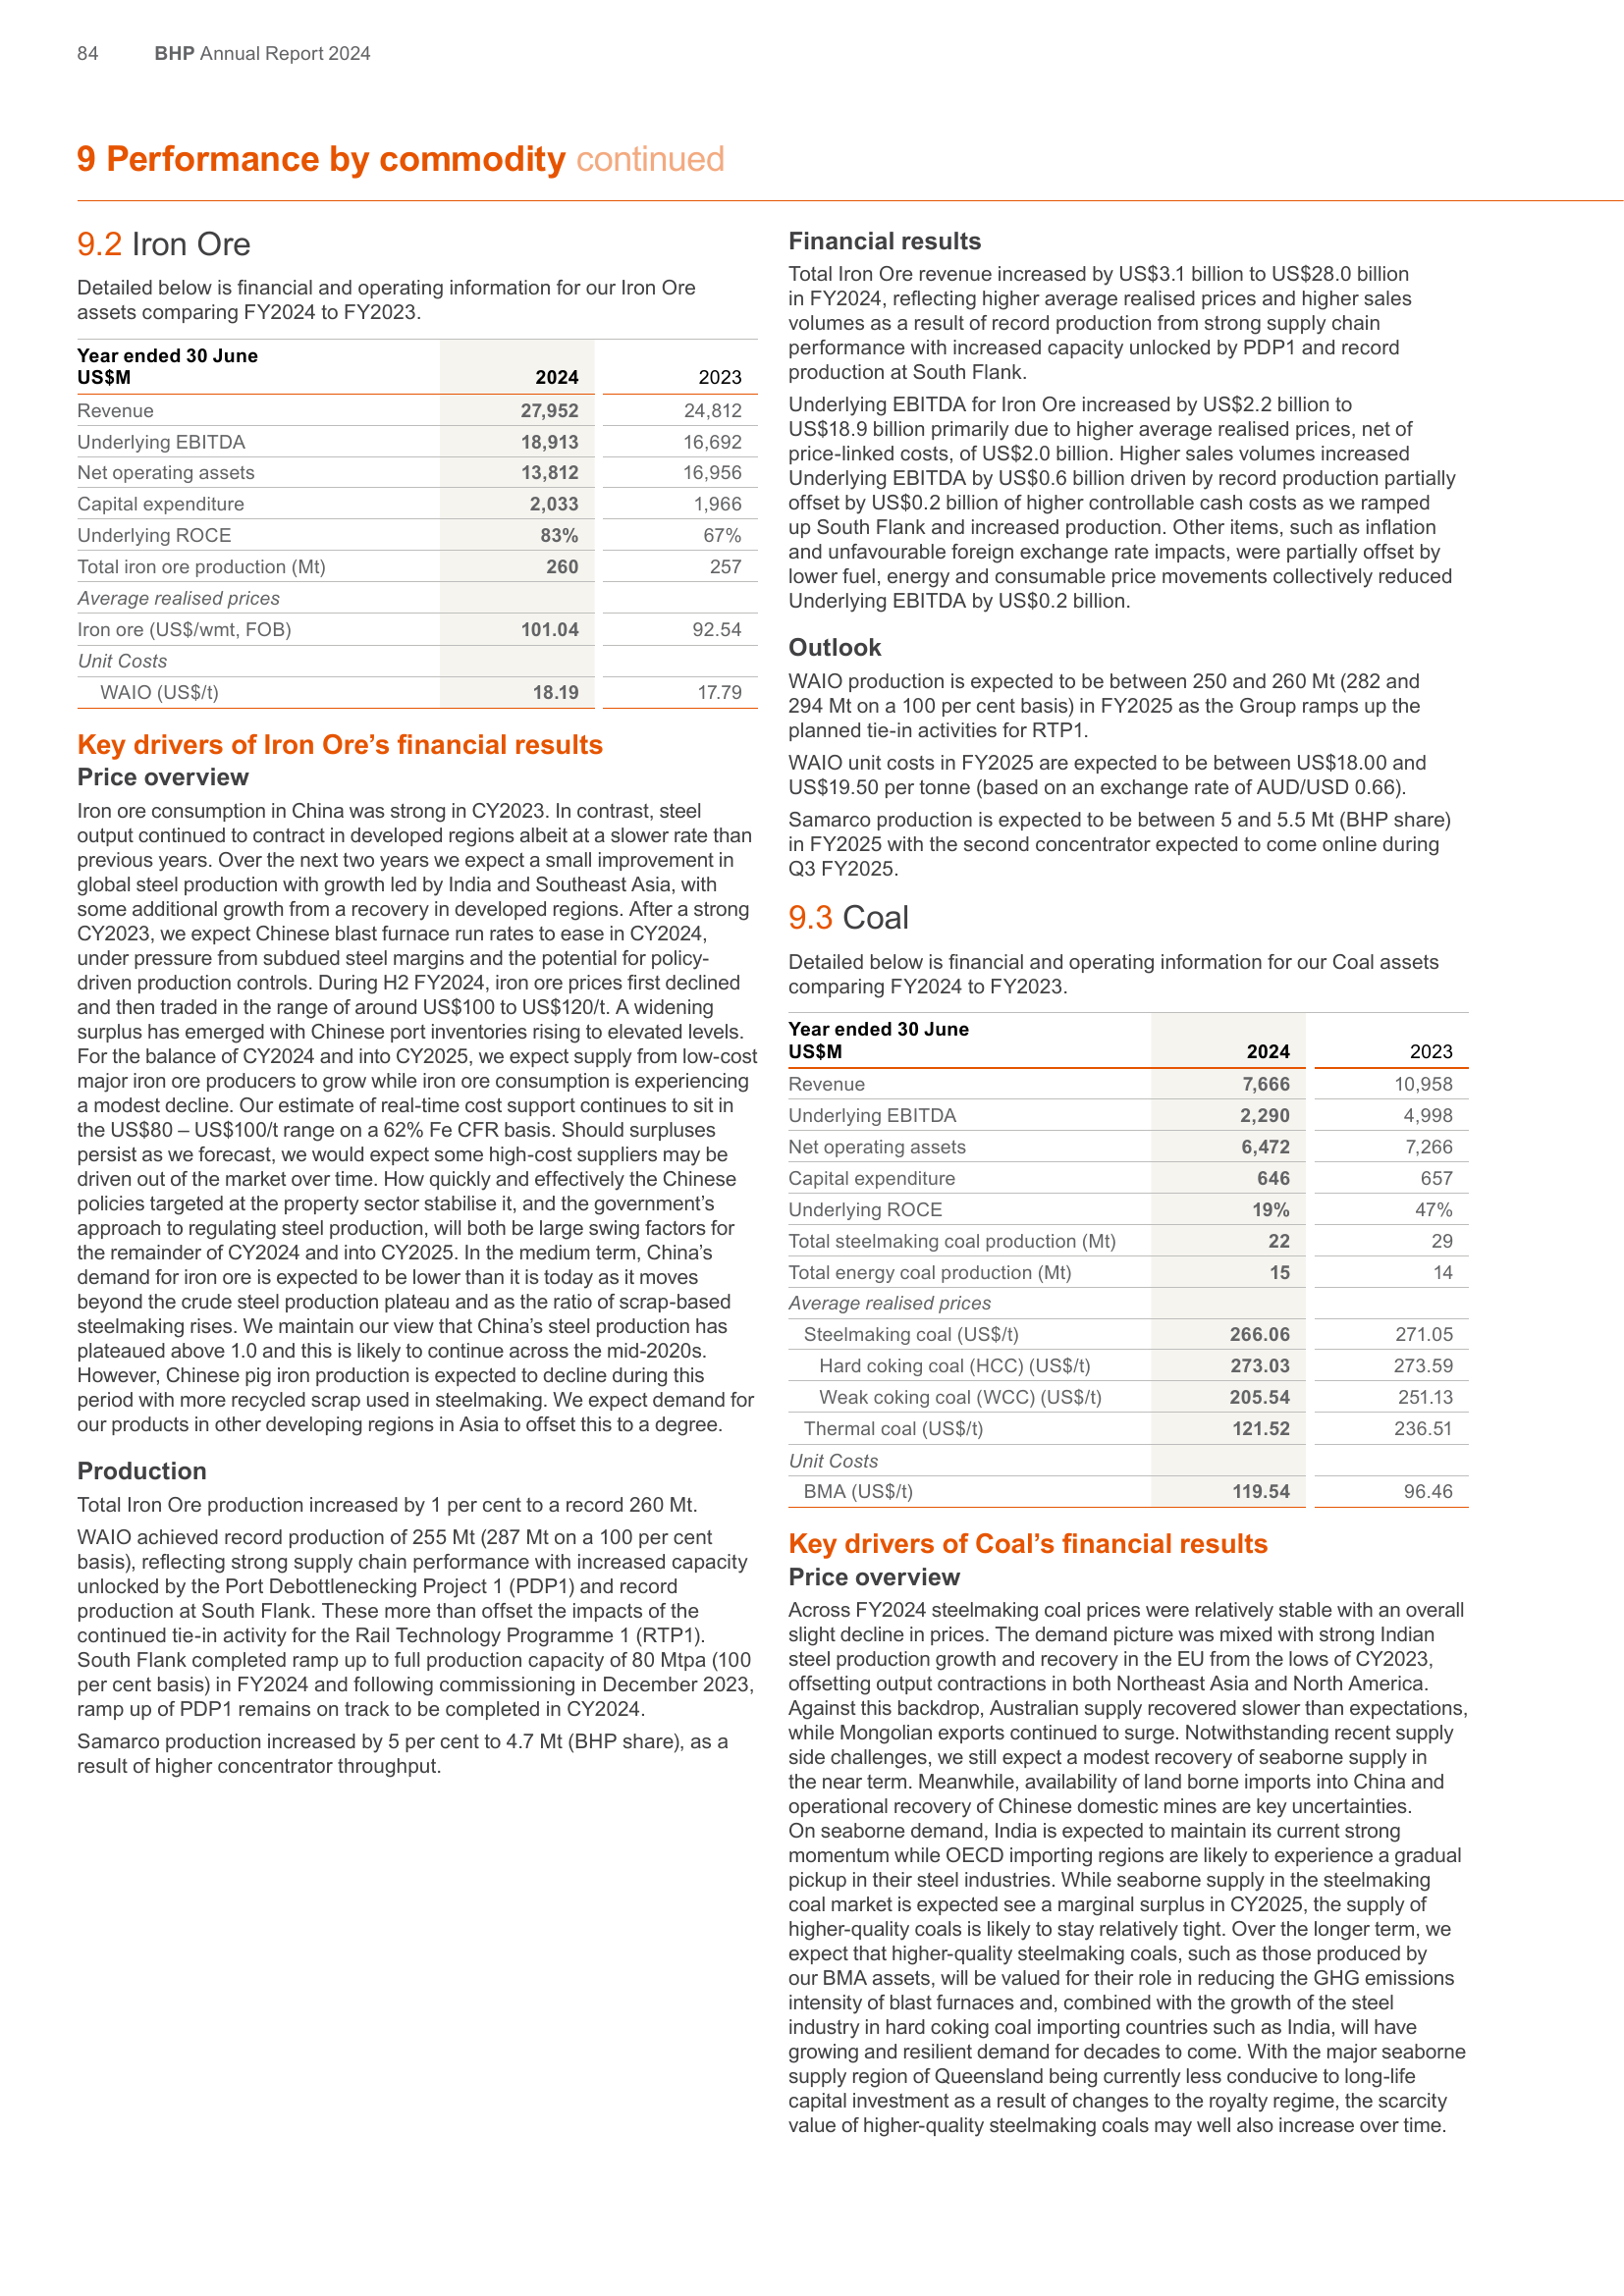 84 BHP Annual Report 2024
9 Performance by commodity continued
9.2 Iron Ore
Detailed below is financial and operating information for our Iron Ore
assets comparing FY2024 to FY2023.
Year ended 30 June
US$M 2024 2023
Revenue 27,952 24,812
Underlying EBITDA 18,913 16,692
Net operating assets 13,812 16,956
Capital expenditure 2,033 1,966
Underlying ROCE 83% 67%
Total iron ore production (Mt) 260 257
Average realised prices
Iron ore (US$/wmt, FOB) 101.04 92.54
Unit Costs
WAIO (US$/t) 18.19 17.79
Key drivers of Iron Ore’s financial results
Price overview
Iron ore consumption in China was strong in CY2023. In contrast, steel
output continued to contract in developed regions albeit at a slower rate than
previous years. Over the next two years we expect a small improvement in
global steel production with growth led by India and Southeast Asia, with
some additional growth from a recovery in developed regions. After a strong
CY2023, we expect Chinese blast furnace run rates to ease in CY2024,
under pressure from subdued steel margins and the potential for policy-
driven production controls. During H2 FY2024, iron ore prices first declined
and then traded in the range of around US$100 to US$120/t. A widening
surplus has emerged with Chinese port inventories rising to elevated levels.
For the balance of CY2024 and into CY2025, we expect supply from low-cost
major iron ore producers to grow while iron ore consumption is experiencing
a modest decline. Our estimate of real-time cost support continues to sit in
the US$80 – US$100/t range on a 62% Fe CFR basis. Should surpluses
persist as we forecast, we would expect some high-cost suppliers may be
driven out of the market over time. How quickly and effectively the Chinese
policies targeted at the property sector stabilise it, and the government’s
approach to regulating steel production, will both be large swing factors for
the remainder of CY2024 and into CY2025. In the medium term, China’s
demand for iron ore is expected to be lower than it is today as it moves
beyond the crude steel production plateau and as the ratio of scrap-based
steelmaking rises. We maintain our view that China’s steel production has
plateaued above 1.0 and this is likely to continue across the mid-2020s.
However, Chinese pig iron production is expected to decline during this
period with more recycled scrap used in steelmaking. We expect demand for
our products in other developing regions in Asia to offset this to a degree.
Production
Total Iron Ore production increased by 1 per cent to a record 260 Mt.
WAIO achieved record production of 255 Mt (287 Mt on a 100 per cent
basis), reflecting strong supply chain performance with increased capacity
unlocked by the Port Debottlenecking Project 1 (PDP1) and record
production at South Flank. These more than offset the impacts of the
continued tie-in activity for the Rail Technology Programme 1 (RTP1).
South Flank completed ramp up to full production capacity of 80 Mtpa (100
per cent basis) in FY2024 and following commissioning in December 2023,
ramp up of PDP1 remains on track to be completed in CY2024.
Samarco production increased by 5 per cent to 4.7 Mt (BHP share), as a
result of higher concentrator throughput.
Financial results
Total Iron Ore revenue increased by US$3.1 billion to US$28.0 billion
in FY2024, reflecting higher average realised prices and higher sales
volumes as a result of record production from strong supply chain
performance with increased capacity unlocked by PDP1 and record
production at South Flank.
Underlying EBITDA for Iron Ore increased by US$2.2 billion to
US$18.9 billion primarily due to higher average realised prices, net of
price-linked costs, of US$2.0 billion. Higher sales volumes increased
Underlying EBITDA by US$0.6 billion driven by record production partially
offset by US$0.2 billion of higher controllable cash costs as we ramped
up South Flank and increased production. Other items, such as inflation
and unfavourable foreign exchange rate impacts, were partially offset by
lower fuel, energy and consumable price movements collectively reduced
Underlying EBITDA by US$0.2 billion.
Outlook
WAIO production is expected to be between 250 and 260 Mt (282 and
294 Mt on a 100 per cent basis) in FY2025 as the Group ramps up the
planned tie-in activities for RTP1.
WAIO unit costs in FY2025 are expected to be between US$18.00 and
US$19.50 per tonne (based on an exchange rate of AUD/USD 0.66).
Samarco production is expected to be between 5 and 5.5 Mt (BHP share)
in FY2025 with the second concentrator expected to come online during
Q3 FY2025.
9.3 Coal
Detailed below is financial and operating information for our Coal assets
comparing FY2024 to FY2023.
Year ended 30 June
US$M 2024 2023
Revenue 7,666 10,958
Underlying EBITDA 2,290 4,998
Net operating assets 6,472 7,266
Capital expenditure 646 657
Underlying ROCE 19% 47%
Total steelmaking coal production (Mt) 22 29
Total energy coal production (Mt) 15 14
Average realised prices
Steelmaking coal (US$/t) 266.06 271.05
Hard coking coal (HCC) (US$/t) 273.03 273.59
Weak coking coal (WCC) (US$/t) 205.54 251.13
Thermal coal (US$/t) 121.52 236.51
Unit Costs
BMA (US$/t) 119.54 96.46
Key drivers of Coal’s financial results
Price overview
Across FY2024 steelmaking coal prices were relatively stable with an overall
slight decline in prices. The demand picture was mixed with strong Indian
steel production growth and recovery in the EU from the lows of CY2023,
offsetting output contractions in both Northeast Asia and North America.
Against this backdrop, Australian supply recovered slower than expectations,
while Mongolian exports continued to surge. Notwithstanding recent supply
side challenges, we still expect a modest recovery of seaborne supply in
the near term. Meanwhile, availability of land borne imports into China and
operational recovery of Chinese domestic mines are key uncertainties.
On seaborne demand, India is expected to maintain its current strong
momentum while OECD importing regions are likely to experience a gradual
pickup in their steel industries. While seaborne supply in the steelmaking
coal market is expected see a marginal surplus in CY2025, the supply of
higher-quality coals is likely to stay relatively tight. Over the longer term, we
expect that higher-quality steelmaking coals, such as those produced by
our BMA assets, will be valued for their role in reducing the GHG emissions
intensity of blast furnaces and, combined with the growth of the steel
industry in hard coking coal importing countries such as India, will have
growing and resilient demand for decades to come. With the major seaborne
supply region of Queensland being currently less conducive to long-life
capital investment as a result of changes to the royalty regime, the scarcity
value of higher-quality steelmaking coals may well also increase over time.